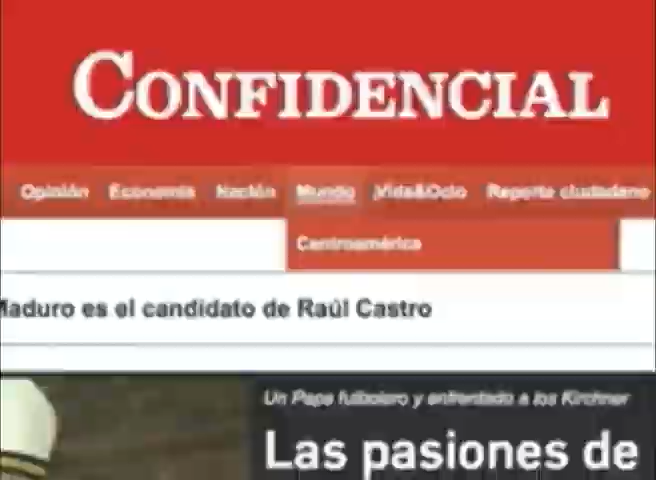 CONFIDENCIAL
Opinión Economía Nación Mundo Vida&Ocio Reporte ciudadano
Centroamérica
Maduro es el candidato de Raúl Castro
Un Papa futbolero y enfrentado a los Kirchner
Las pasiones de